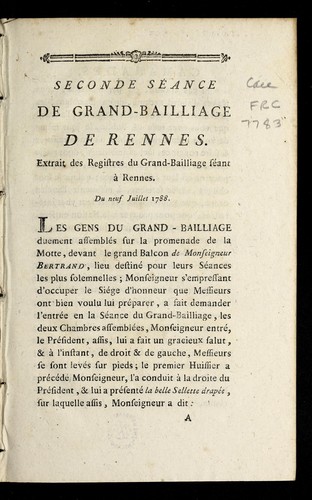 SECONDE SÉANCE
DE GRAND-BAILLIAGE
DE RENNES.
Case
FRC
7783
Extrait des Regiſtres du Grand-Bailliage ſéant
à Rennes.
Du neuf Juillet 1788.
LES GENS DU GRAND-BAILLIAGE
duement aſſemblés ſur la promenade de la
Motte, devant le grand Balcon de Monſeigneur
BERTRAND, lieu deſtiné pour leurs Séances
les plus ſolemnelles; Monſeigneur s'empreſſant
d'occuper le Siége d'honneur que Meſſieurs
ont bien voulu lui préparer, a fait demander
l'entrée en la Séance du Grand-Bailliage, les
deux Chambres aſſemblées, Monſeigneur entré,
le Préſident, aſſis, lui a fait un gracieux ſalut,
& à l'inſtant, de droit & de gauche, Meſſieurs
ſe ſont levés ſur pieds; le premier Huiſſier a
précédé Monſeigneur, l'a conduit à la droite du
Préſident, & lui a préſenté la belle Sellette drapée,
ſur laquelle aſſis, Monſeigneur a dit:
A